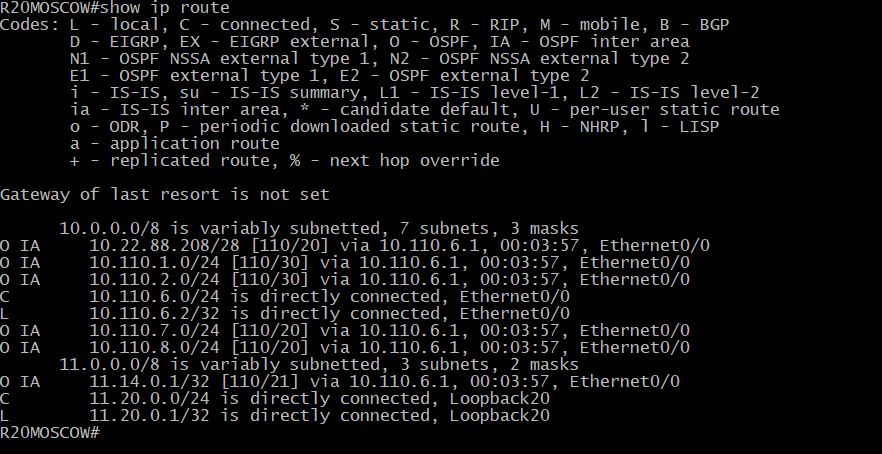 R20MOSCOW#show ip route
Codes: L - local, C - connected, S - static, R - RIP, M - mobile, B - BGP
       D - EIGRP, EX - EIGRP external, O - OSPF, IA - OSPF inter area
       N1 - OSPF NSSA external type 1, N2 - OSPF NSSA external type 2
       E1 - OSPF external type 1, E2 - OSPF external type 2
       i - IS-IS, su - IS-IS summary, L1 - IS-IS level-1, L2 - IS-IS level-2
       ia - IS-IS inter area, * - candidate default, U - per-user static route
       o - ODR, P - periodic downloaded static route, H - NHRP, l - LISP
       a - application route
       + - replicated route, % - next hop override
Gateway of last resort is not set
      10.0.0.0/8 is variably subnetted, 7 subnets, 3 masks
O IA     10.22.88.208/28 [110/20] via 10.110.6.1, 00:03:57, Ethernet0/0
O IA     10.110.1.0/24 [110/30] via 10.110.6.1, 00:03:57, Ethernet0/0
O IA     10.110.2.0/24 [110/30] via 10.110.6.1, 00:03:57, Ethernet0/0
C        10.110.6.0/24 is directly connected, Ethernet0/0
L        10.110.6.2/32 is directly connected, Ethernet0/0
O IA     10.110.7.0/24 [110/20] via 10.110.6.1, 00:03:57, Ethernet0/0
O IA     10.110.8.0/24 [110/20] via 10.110.6.1, 00:03:57, Ethernet0/0
      11.0.0.0/8 is variably subnetted, 3 subnets, 2 masks
O IA     11.14.0.1/32 [110/21] via 10.110.6.1, 00:03:57, Ethernet0/0
C        11.20.0.0/24 is directly connected, Loopback20
L        11.20.0.1/32 is directly connected, Loopback20
R20MOSCOW#